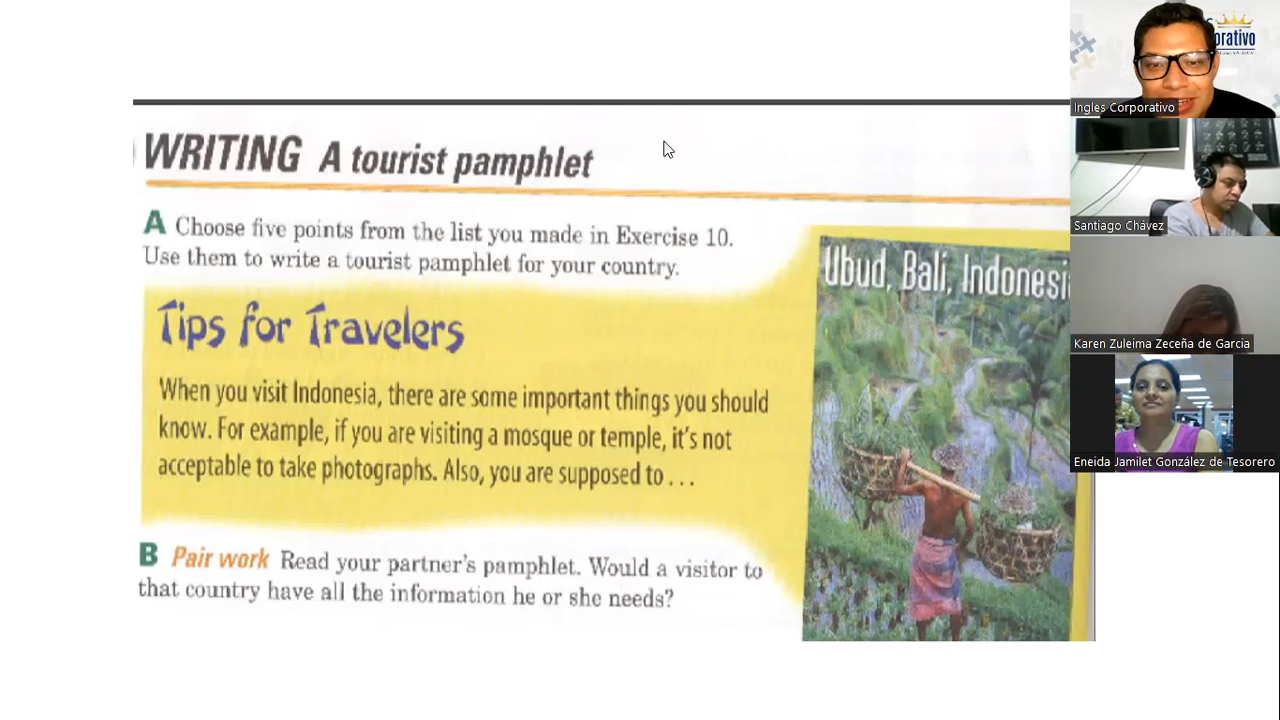 WRITING A tourist pamphlet
A Choose five points from the list you made in Exercise 10.
Use them to write a tourist pamphlet for your country.
Tips for Travelers
When you visit Indonesia, there are some important things you should
know. For example, if you are visiting a mosque or temple, it's not
acceptable to take photographs. Also, you are supposed to . . .
B Pair work Read your partner's pamphlet. Would a visitor to
that country have all the information he or she needs?
Ubud, Bali, Indonesi
orativo
Ingles Corporativo
Santiago Chávez
Karen Zuleima Zeceña de Garcia
Eneida Jamilet González de Tesorero